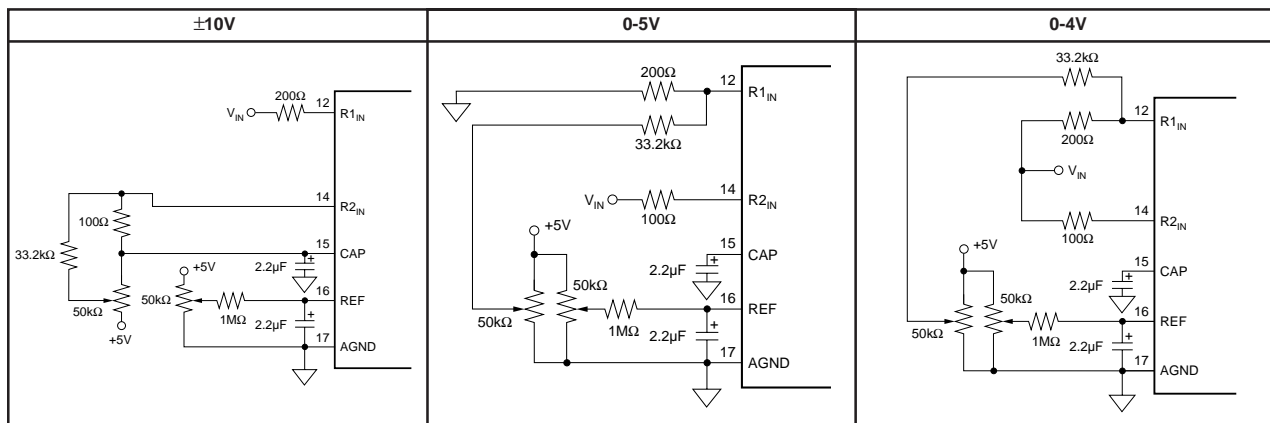 ±10V
0-5V
0-4V
200Ω
V_IN
12
R1_IN
14
R2_IN
100Ω
33.2kΩ
15
CAP
2.2µF
+
+5V
50kΩ
50kΩ
+5V
1MΩ
16
REF
2.2µF
+
17
AGND
200Ω
12
R1_IN
33.2kΩ
V_IN
14
R2_IN
100Ω
+5V
15
CAP
2.2µF
+
50kΩ
50kΩ
1MΩ
16
REF
2.2µF
+
17
AGND
33.2kΩ
12
R1_IN
200Ω
V_IN
14
R2_IN
100Ω
+5V
15
CAP
2.2µF
+
50kΩ
50kΩ
1MΩ
16
REF
2.2µF
+
17
AGND